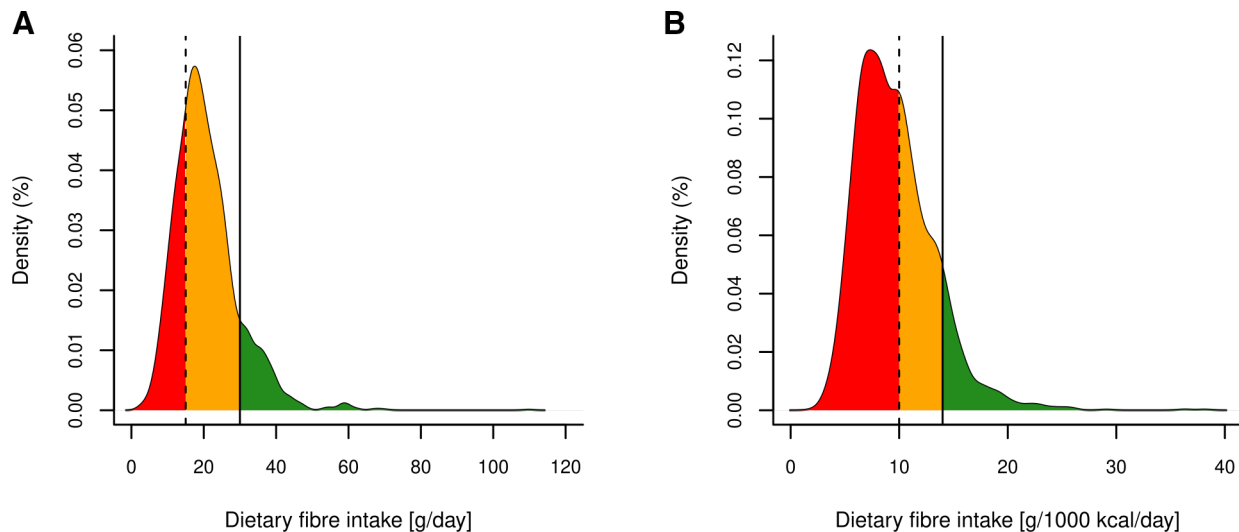 A
Density (%)
0.06
0.05
0.04
0.03
0.02
0.01
0.00
0 20 40 60 80 100 120
Dietary fibre intake [g/day]
B
Density (%)
0.12
0.10
0.08
0.06
0.04
0.02
0.00
0 10 20 30 40
Dietary fibre intake [g/1000 kcal/day]